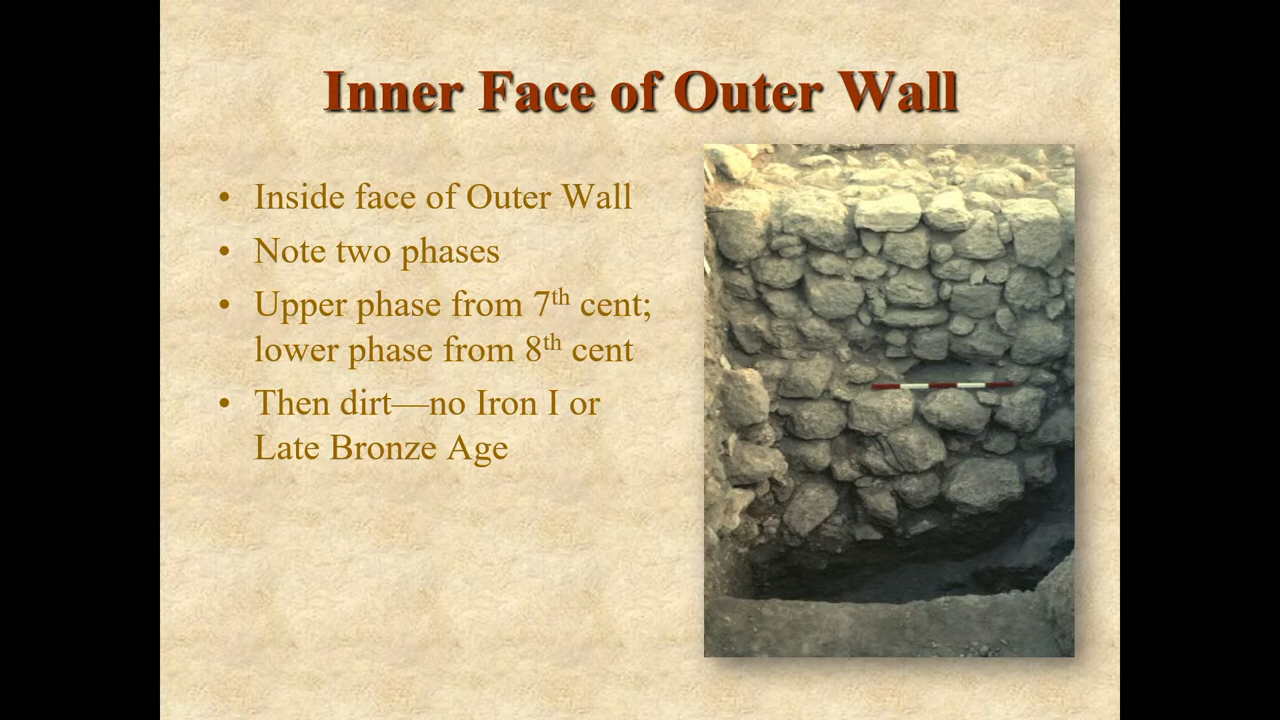 Inner Face of Outer Wall
• Inside face of Outer Wall
• Note two phases
• Upper phase from 7th cent;
lower phase from 8th cent
• Then dirt—no Iron I or
Late Bronze Age